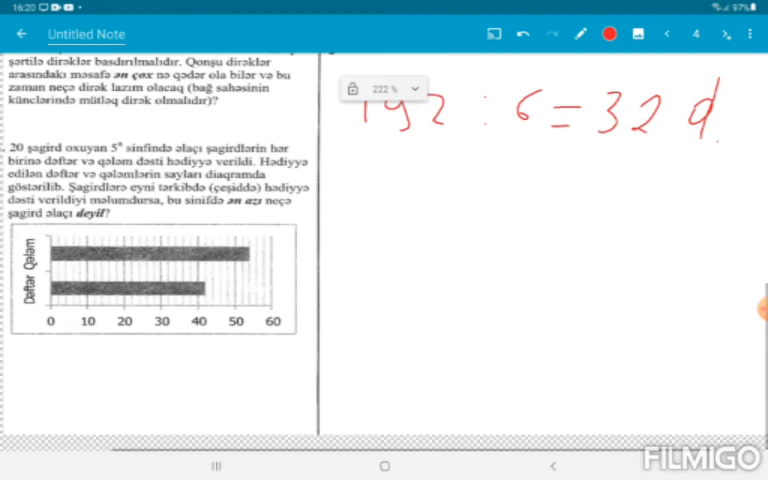 16:20
97%
Untitled Note
4
şərtilə dirəklər basdırılmalıdır. Qonşu dirəklər
arasındakı məsafə ən çox nə qədər ola bilər və bu
zaman neçə dirək lazım olacaq (bağ sahəsinin
künclərində mütləq dirək olmalıdır)?
222 %
192 : 6 = 32 d.
20 şagird oxuyan 5ᵃ sinfində əlaçı şagirdlərin hər
birinə dəftər və qələm dəsti hədiyyə verildi. Hədiyyə
edilən dəftər və qələmlərin sayları diaqramda
göstərilib. Şagirdlərə eyni tərkibdə (çeşiddə) hədiyyə
dəsti verildiyi məlumdursa, bu sinifdə ən azı neçə
şagird əlaçı deyil?
Dəftər Qələm
0 10 20 30 40 50 60
FILMIGO